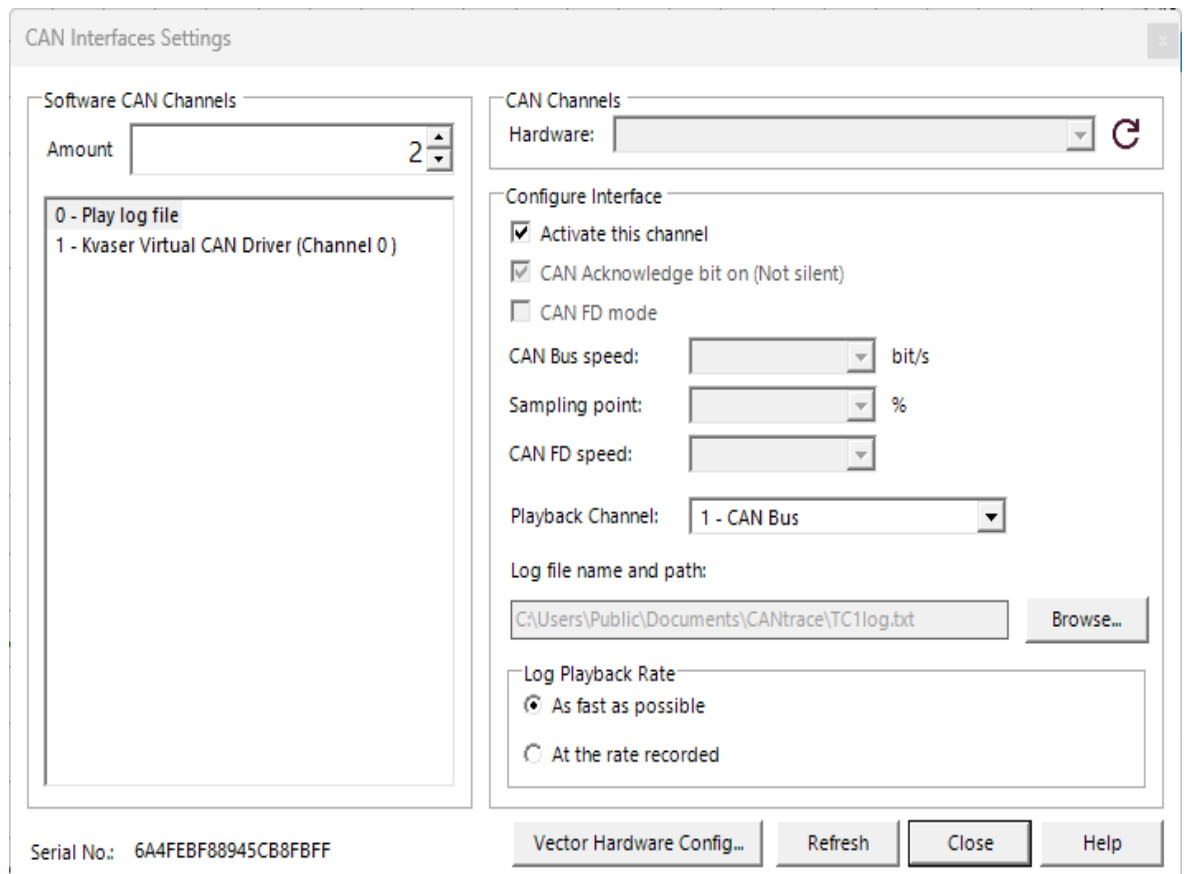 CAN Interfaces Settings
x
Software CAN Channels
Amount
2
0 - Play log file
1 - Kvaser Virtual CAN Driver (Channel 0 )
Serial No.: 6A4FEBF88945CB8FBFF
CAN Channels
Hardware:
Configure Interface
Activate this channel
CAN Acknowledge bit on (Not silent)
CAN FD mode
CAN Bus speed: bit/s
Sampling point: %
CAN FD speed:
Playback Channel: 1 - CAN Bus
Log file name and path:
C:\Users\Public\Documents\CANtrace\TC1log.txt Browse...
Log Playback Rate
As fast as possible
At the rate recorded
Vector Hardware Config... Refresh Close Help